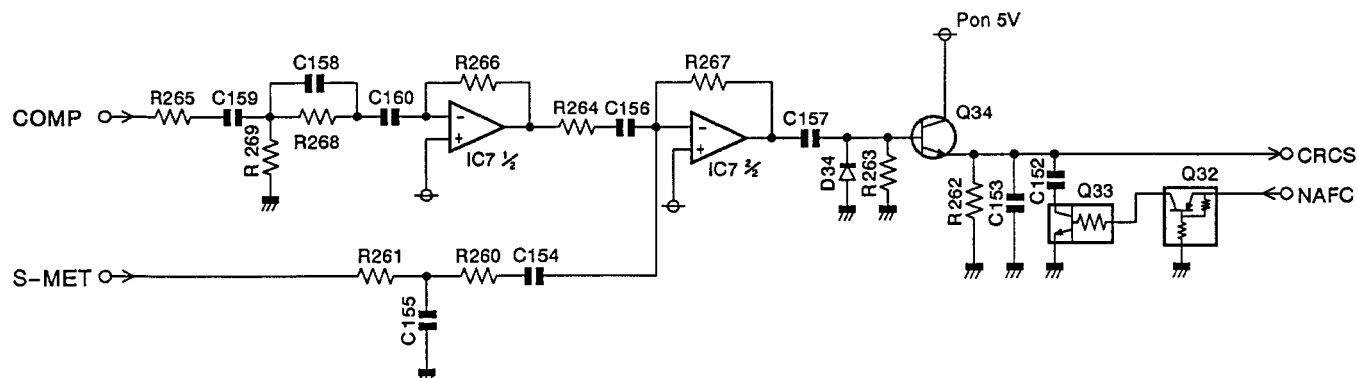 Pon 5V
C158
R266
R267
R265
C159
C160
R264
C156
Q34
COMP
C157
R268
R 269
IC7 ½
IC7 2/2
D34
R263
CRCS
R262
C153
C152
Q33
Q32
NAFC
S-MET
R261
R260
C154
C155
-
+
-
+